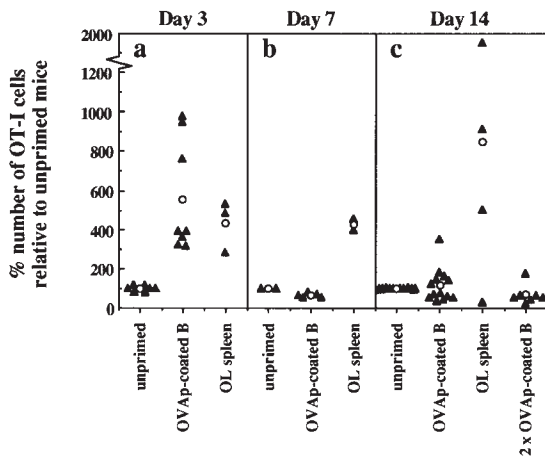 Day 3 Day 7 Day 14
a b c
% number of OT-I cells
relative to unprimed mice
2000
1200
1000
800
600
400
200
0
unprimed
OVAp-coated B
OL spleen
unprimed
OVAp-coated B
OL spleen
unprimed
OVAp-coated B
OL spleen
2 x OVAp-coated B